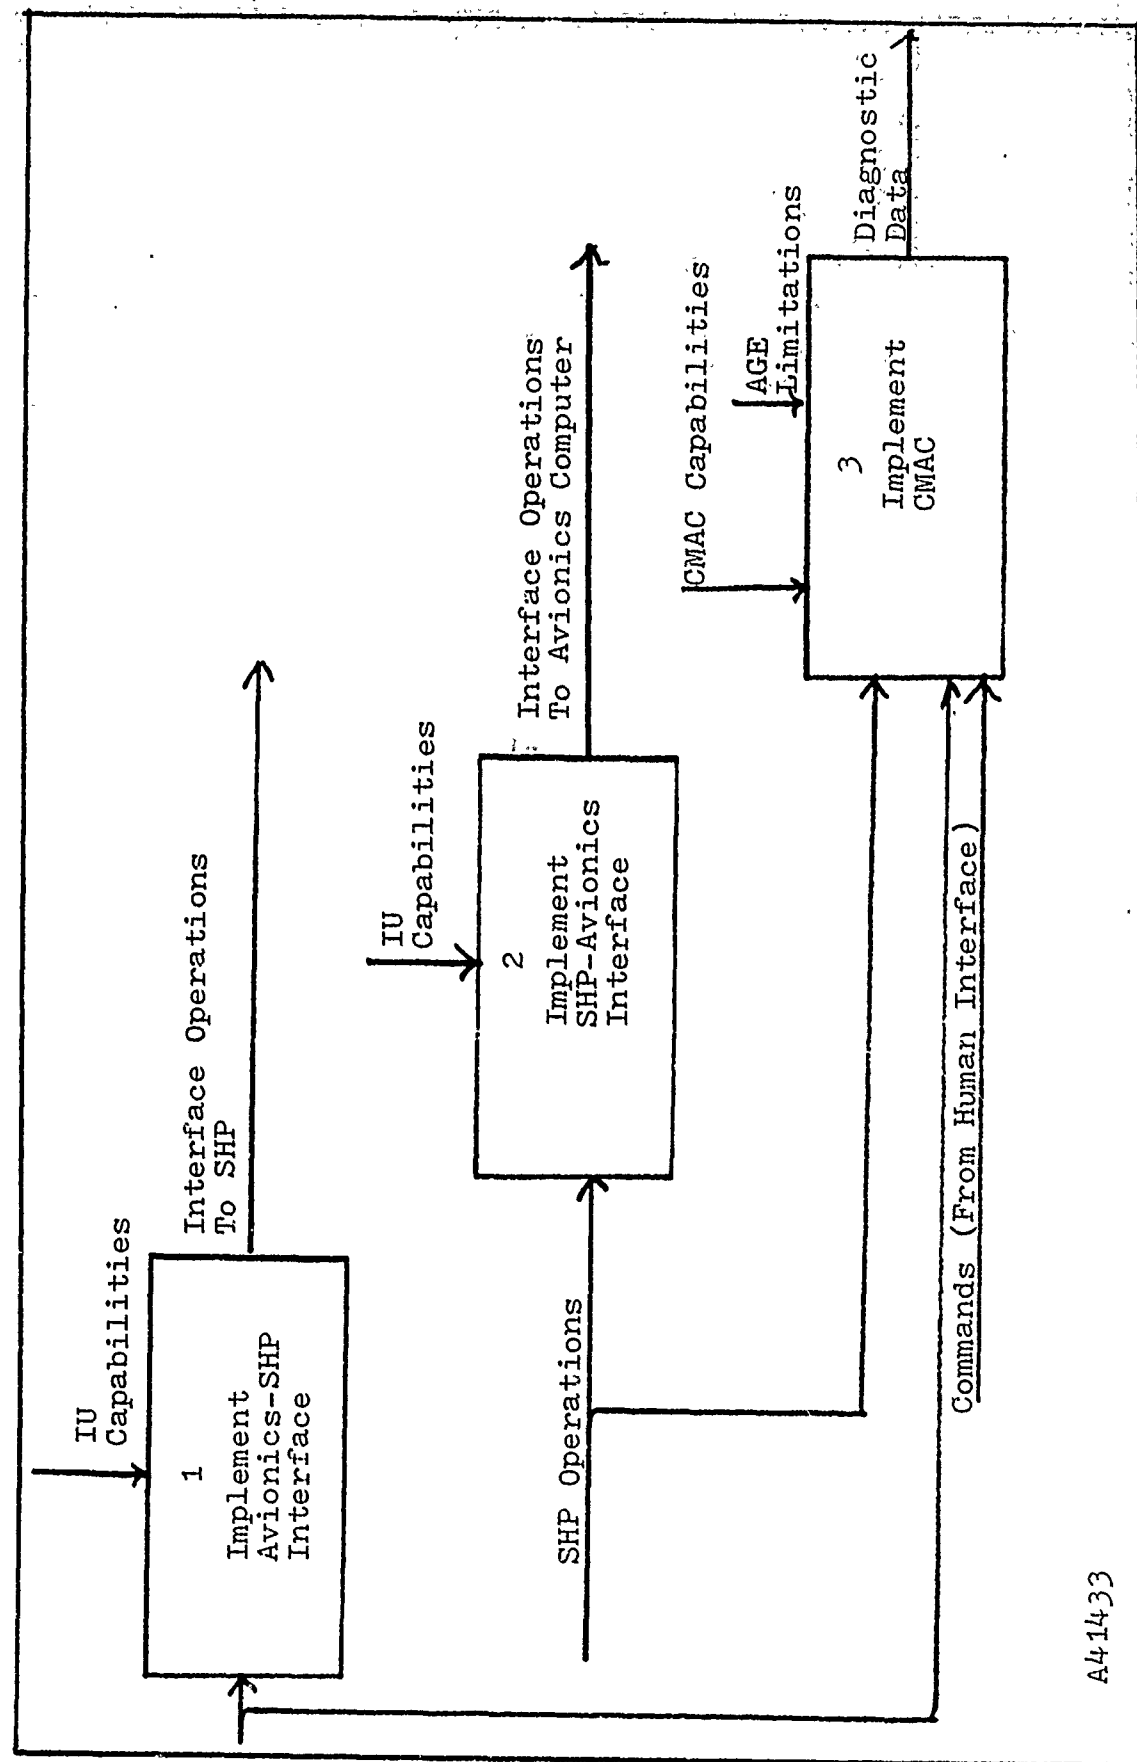 IU
Capabilities
1
Implement
Avionics-SHP
Interface
Interface Operations
To SHP
IU
Capabilities
2
Implement
SHP-Avionics
Interface
SHP Operations
Interface Operations
To Avionics Computer
CMAC Capabilities
AGE
Limitations
3
Implement
CMAC
Diagnostic
Data
Commands (From Human Interface)
A41433